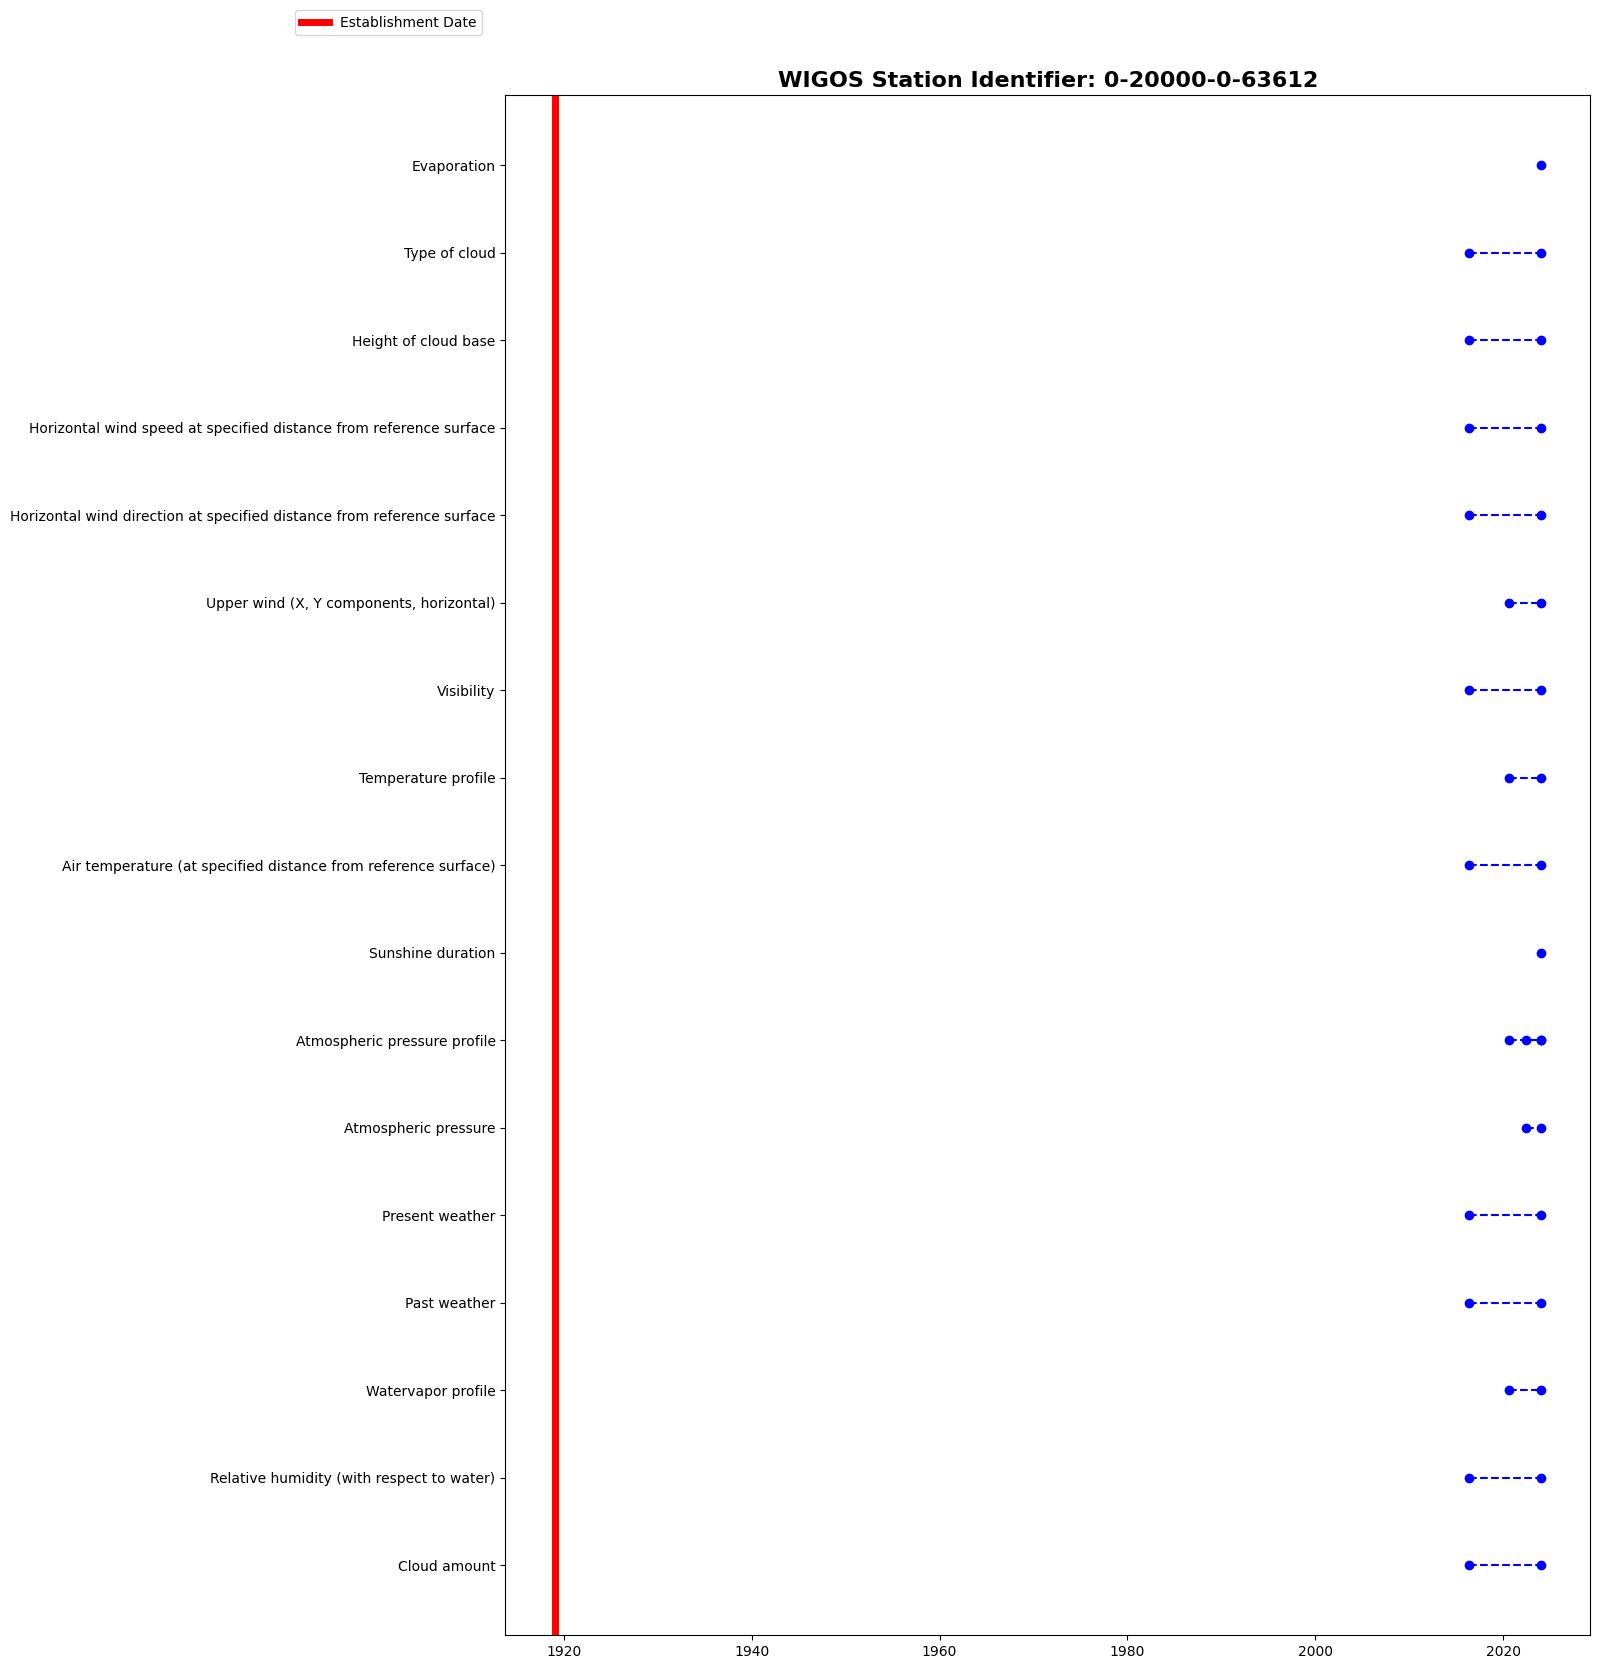 Establishment Date
WIGOS Station Identifier: 0-20000-0-63612
Evaporation
Type of cloud
Height of cloud base
Horizontal wind speed at specified distance from reference surface
Horizontal wind direction at specified distance from reference surface
Upper wind (X, Y components, horizontal)
Visibility
Temperature profile
Air temperature (at specified distance from reference surface)
Sunshine duration
Atmospheric pressure profile
Atmospheric pressure
Present weather
Past weather
Watervapor profile
Relative humidity (with respect to water)
Cloud amount
1920 1940 1960 1980 2000 2020